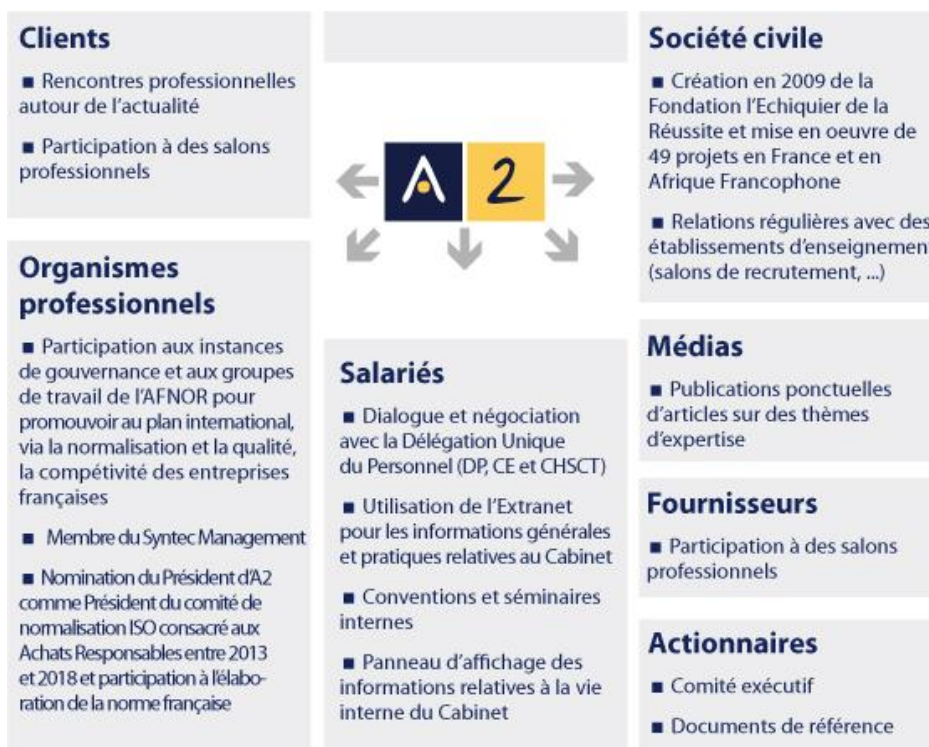 Clients
■ Rencontres professionnelles
autour de l'actualité
■ Participation à des salons
professionnels
Organismes
professionnels
■ Participation aux instances
de gouvernance et aux groupes
de travail de l'AFNOR pour
promouvoir au plan international,
via la normalisation et la qualité,
la compétivité des entreprises
françaises
■ Membre du Syntec Management
■ Nomination du Président d'A2
comme Président du comité de
normalisation ISO consacré aux
Achats Responsables entre 2013
et 2018 et participation à l'élabo-
ration de la norme française
A 2
Salariés
■ Dialogue et négociation
avec la Délégation Unique
du Personnel (DP, CE et CHSCT)
■ Utilisation de l'Extranet
pour les informations générales
et pratiques relatives au Cabinet
■ Conventions et séminaires
internes
■ Panneau d'affichage des
informations relatives à la vie
interne du Cabinet
Société civile
■ Création en 2009 de la
Fondation l'Echiquier de la
Réussite et mise en oeuvre de
49 projets en France et en
Afrique Francophone
■ Relations régulières avec des
établissements d'enseignemen
(salons de recrutement, ...)
Médias
■ Publications ponctuelles
d'articles sur des thèmes
d'expertise
Fournisseurs
■ Participation à des salons
professionnels
Actionnaires
■ Comité exécutif
■ Documents de référence